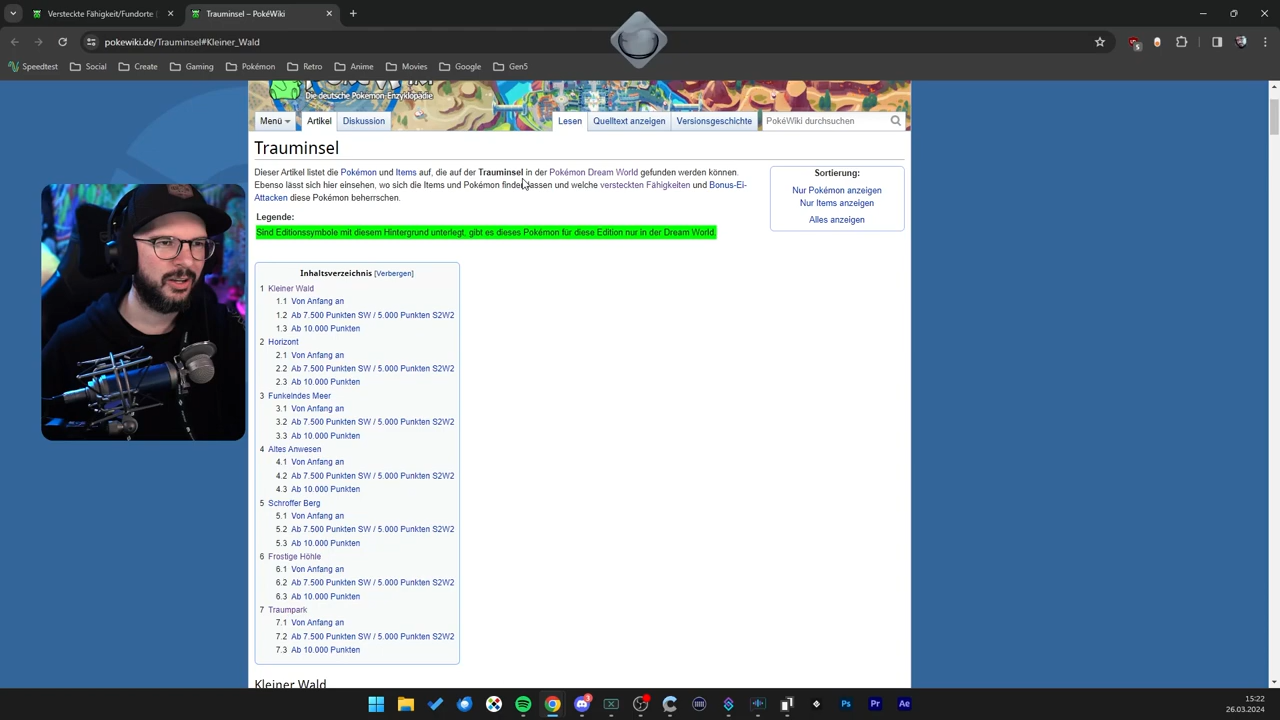 Versteckte Fähigkeit/Fundorte
Trauminsel – PokéWiki
pokewiki.de/Trauminsel#Kleiner_Wald
Speedtest
Social
Create
Gaming
Pokémon
Retro
Anime
Movies
Google
Gen5
Die deutsche Pokémon-Enzyklopädie
Menü
Artikel
Diskussion
Lesen
Quelltext anzeigen
Versionsgeschichte
PokéWiki durchsuchen
Trauminsel
Dieser Artikel listet die Pokémon und Items auf, die auf der Trauminsel in der Pokémon Dream World gefunden werden können.
Ebenso lässt sich hier einsehen, wo sich die Items und Pokémon finden lassen und welche versteckten Fähigkeiten und Bonus-Ei-
Attacken diese Pokémon beherrschen.
Sortierung:
Nur Pokémon anzeigen
Nur Items anzeigen
Alles anzeigen
Legende:
Sind Editionssymbole mit diesem Hintergrund unterlegt, gibt es dieses Pokémon für diese Edition nur in der Dream World.
Inhaltsverzeichnis [Verbergen]
1 Kleiner Wald
1.1 Von Anfang an
1.2 Ab 7.500 Punkten SW / 5.000 Punkten S2W2
1.3 Ab 10.000 Punkten
2 Horizont
2.1 Von Anfang an
2.2 Ab 7.500 Punkten SW / 5.000 Punkten S2W2
2.3 Ab 10.000 Punkten
3 Funkelndes Meer
3.1 Von Anfang an
3.2 Ab 7.500 Punkten SW / 5.000 Punkten S2W2
3.3 Ab 10.000 Punkten
4 Altes Anwesen
4.1 Von Anfang an
4.2 Ab 7.500 Punkten SW / 5.000 Punkten S2W2
4.3 Ab 10.000 Punkten
5 Schroffer Berg
5.1 Von Anfang an
5.2 Ab 7.500 Punkten SW / 5.000 Punkten S2W2
5.3 Ab 10.000 Punkten
6 Frostige Höhle
6.1 Von Anfang an
6.2 Ab 7.500 Punkten SW / 5.000 Punkten S2W2
6.3 Ab 10.000 Punkten
7 Traumpark
7.1 Von Anfang an
7.2 Ab 7.500 Punkten SW / 5.000 Punkten S2W2
7.3 Ab 10.000 Punkten
Kleiner Wald
Ps
Pr
Ae
15:22
26.03.2024